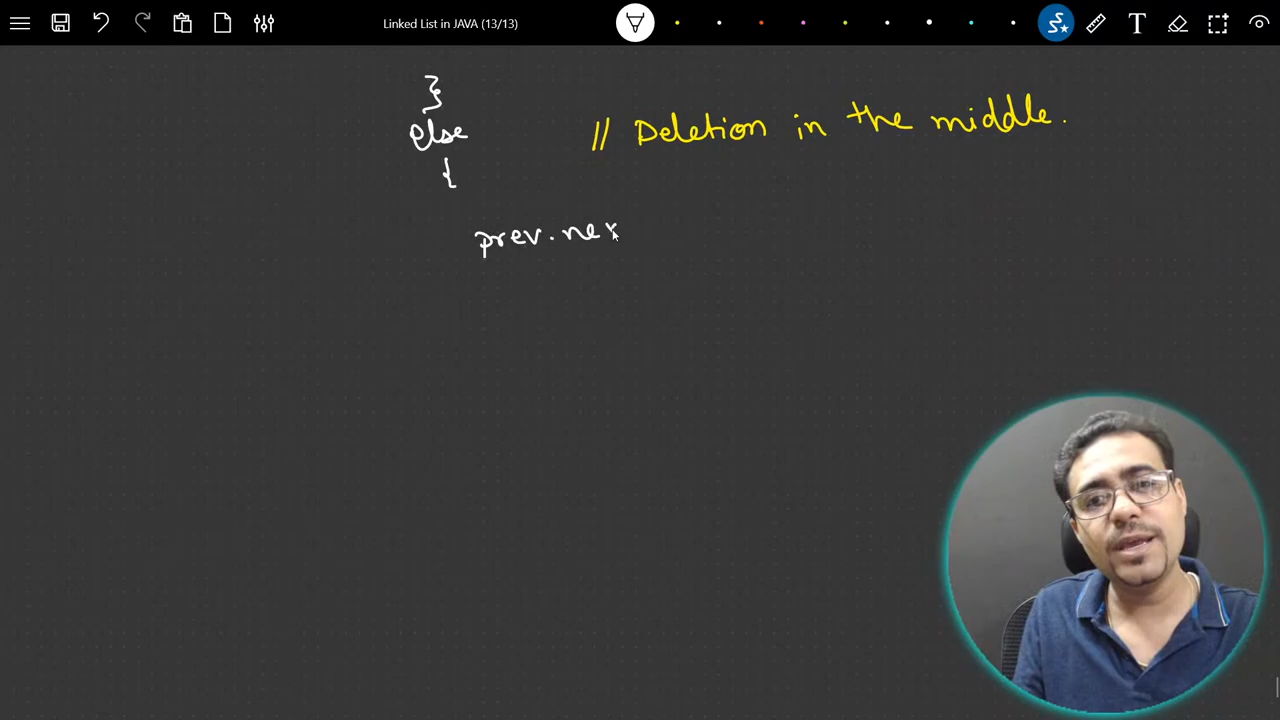 Linked List in JAVA (13/13)
}
else // Deletion in the middle.
{
prev.nex